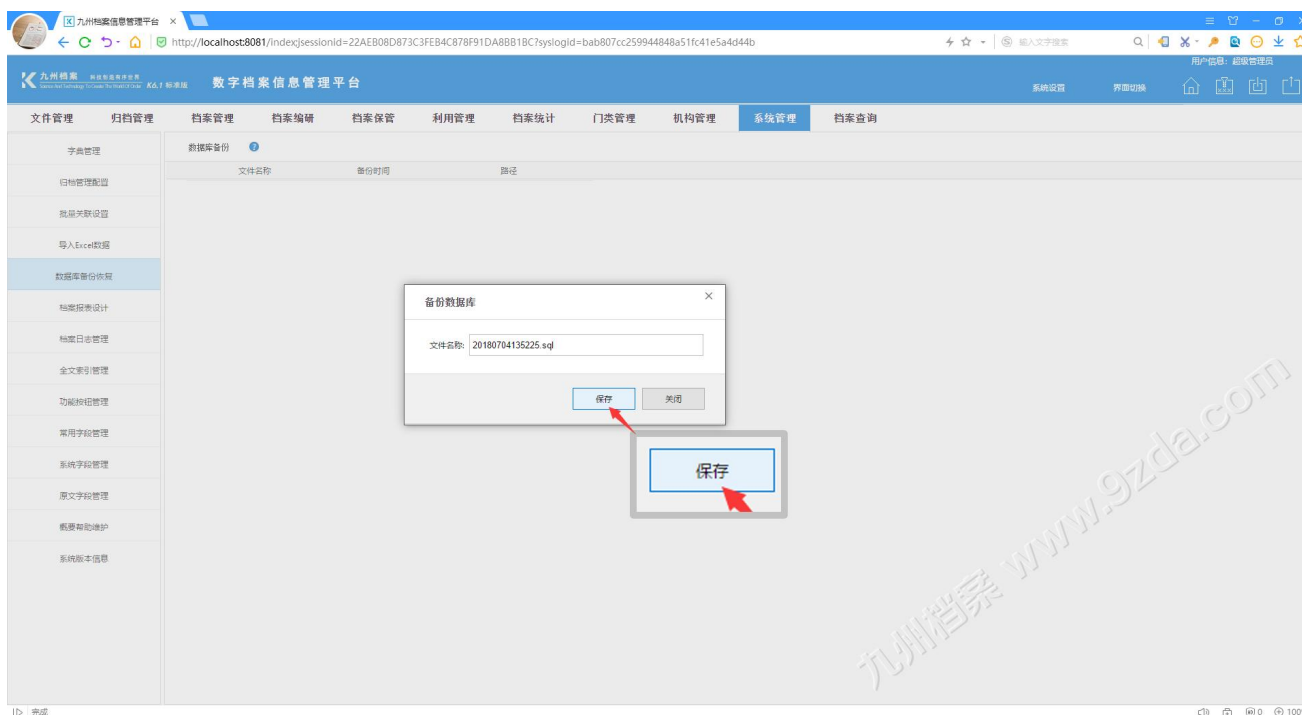 九州档案信息管理平台
http://localhost:8081/index;jsessionid=22AEB08D873C3FEB4C878F91DA8BB1BC?syslogId=bab807cc259944848a51fc41e5a4d44b
输入文字搜索
九州档案
K6.1 标准版
数字档案信息管理平台
用户信息: 超级管理员
系统设置 界面切换
文件管理 归档管理 档案管理 档案编研 档案保管 利用管理 档案统计 门类管理 机构管理 系统管理 档案查询
字典管理
归档管理配置
批量关联设置
导入Excel数据
数据库备份恢复
档案报表设计
档案日志管理
全文索引管理
功能按钮管理
常用字段管理
系统字段管理
原文字段管理
概要帮助维护
系统版本信息
数据库备份 ?
文件名称 备份时间 路径
备份数据库
文件名称: 20180704135225.sql
保存 关闭
保存
九州档案 www.9zda.com
完成
0
100%